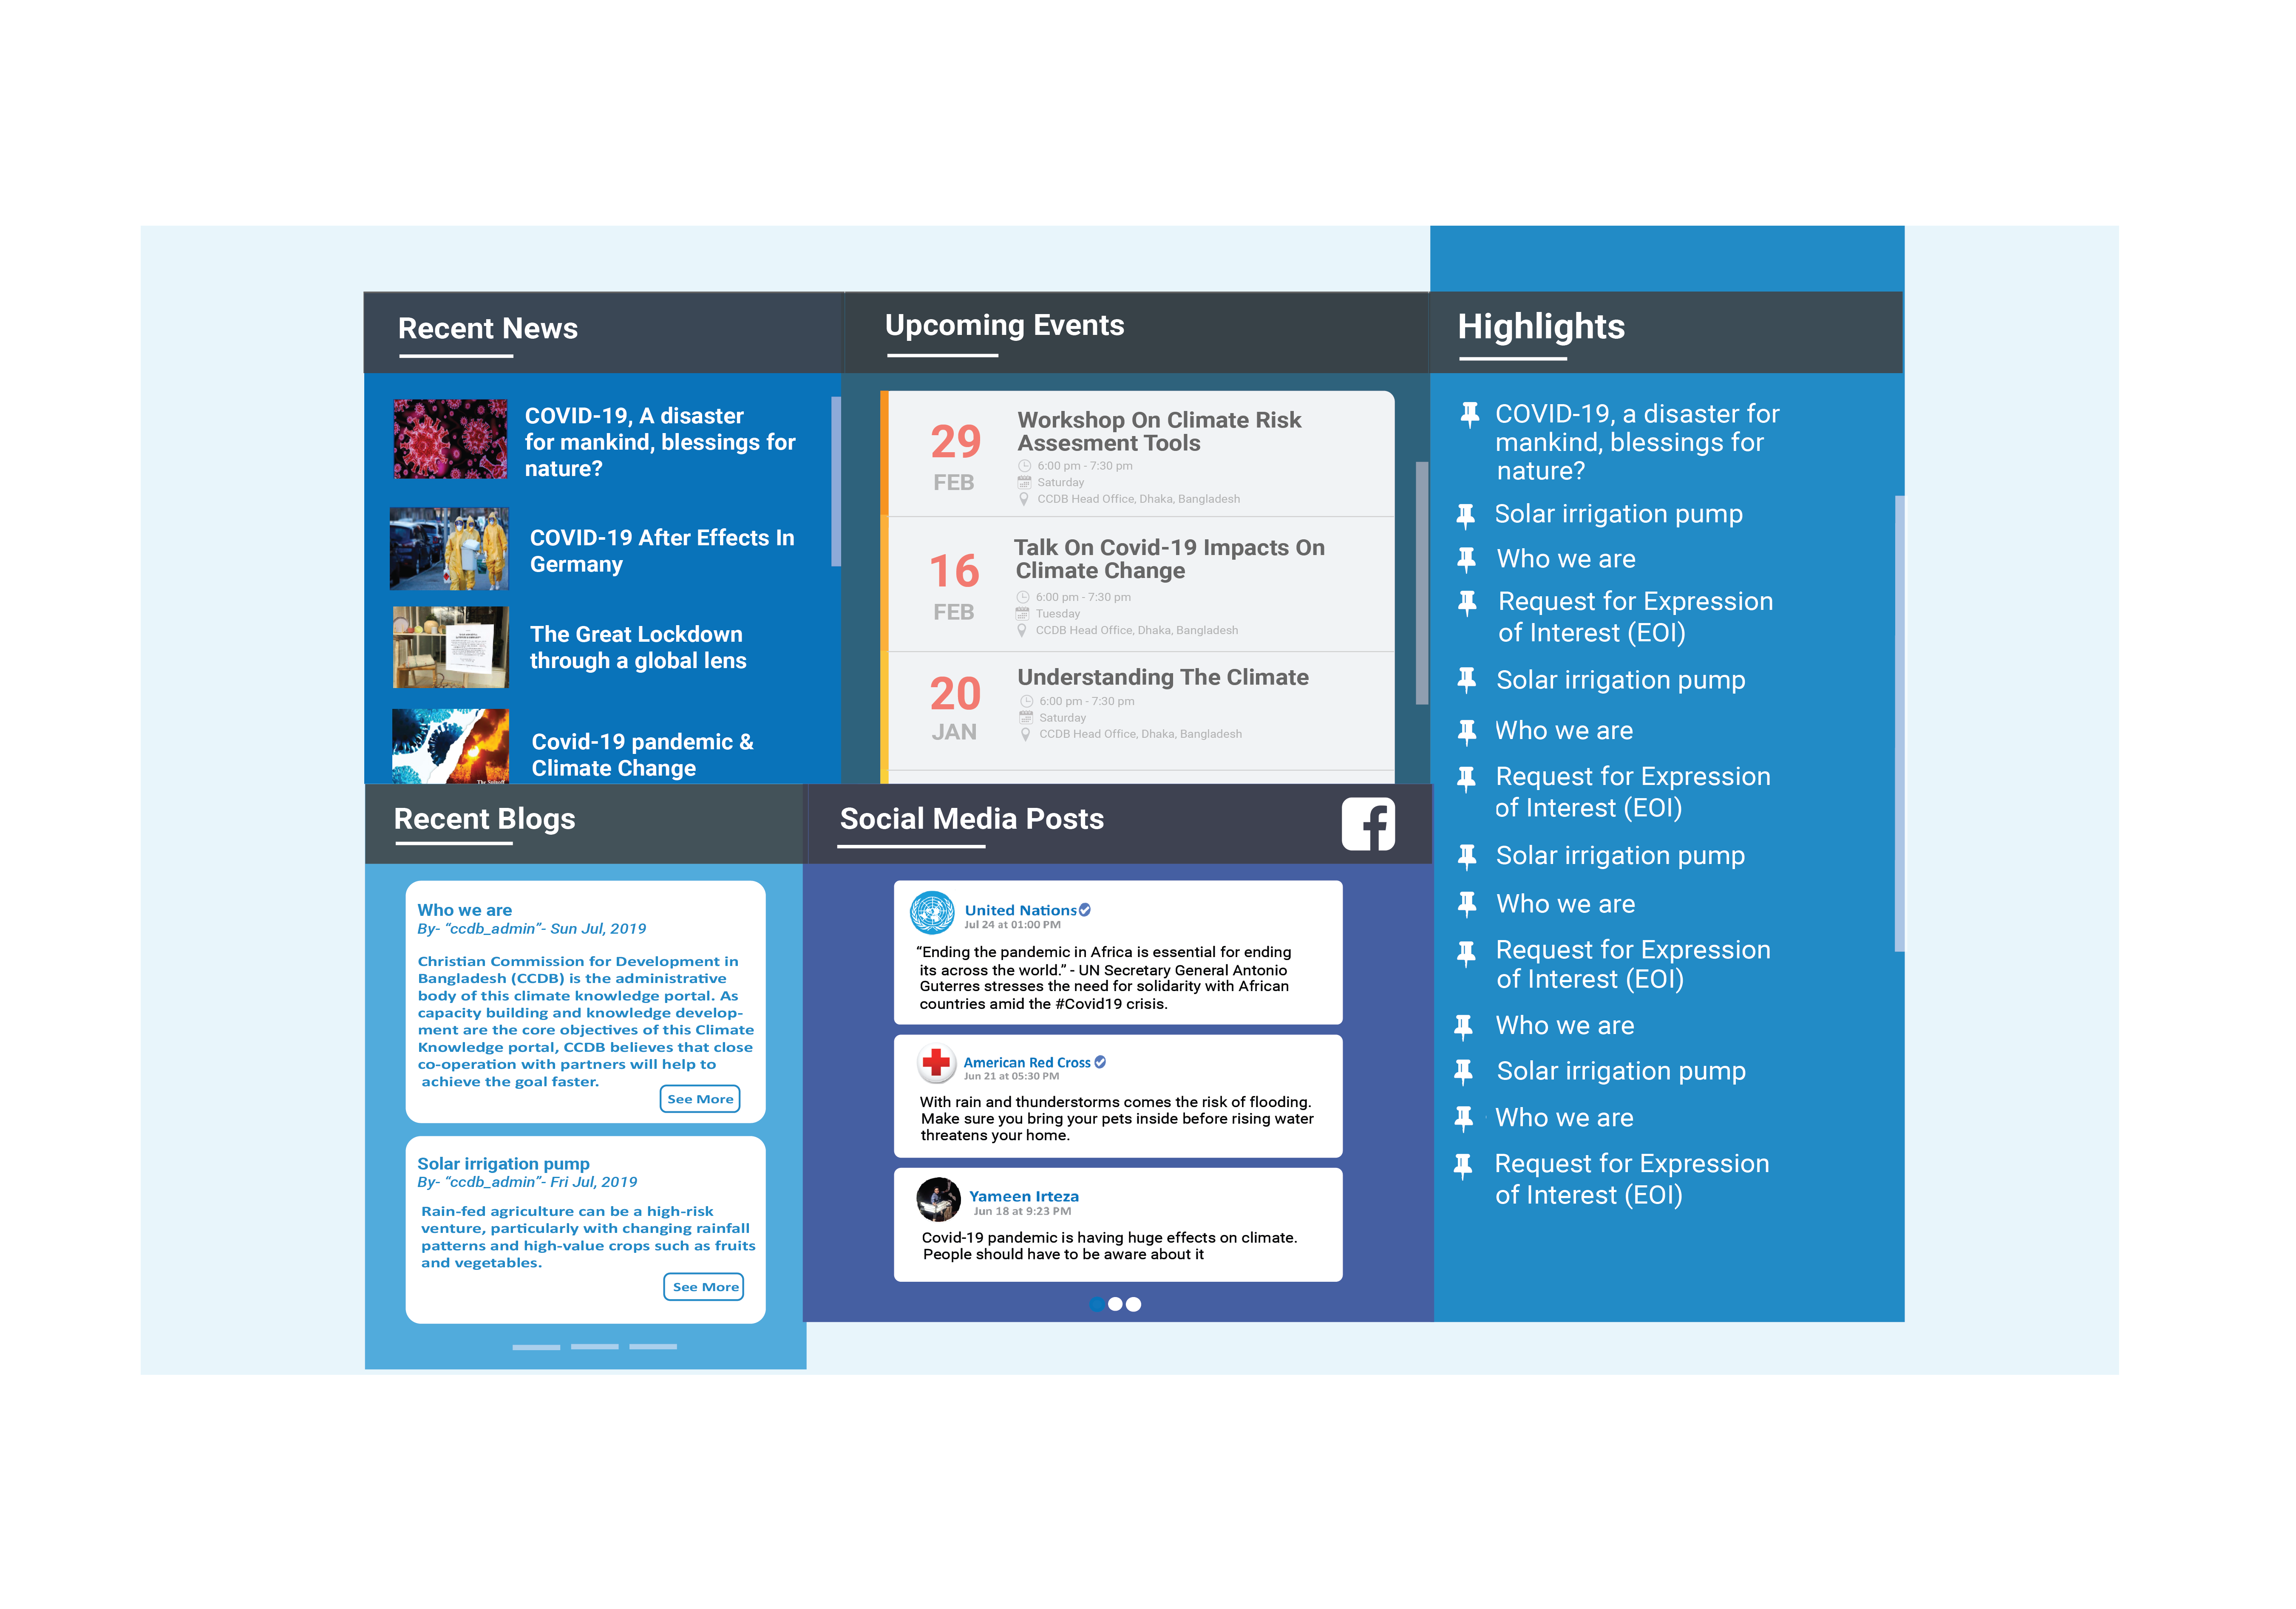 Recent News
COVID-19, A disaster
for mankind, blessings for
nature?
COVID-19 After Effects In
Germany
The Great Lockdown
through a global lens
Covid-19 pandemic &
Climate Change
Upcoming Events
29
FEB
Workshop On Climate Risk
Assesment Tools
6:00 pm - 7:30 pm
Saturday
CCDB Head Office, Dhaka, Bangladesh
16
FEB
Talk On Covid-19 Impacts On
Climate Change
6:00 pm - 7:30 pm
Tuesday
CCDB Head Office, Dhaka, Bangladesh
20
JAN
Understanding The Climate
6:00 pm - 7:30 pm
Saturday
CCDB Head Office, Dhaka, Bangladesh
Highlights
COVID-19, a disaster for
mankind, blessings for
nature?
Solar irrigation pump
Who we are
Request for Expression
of Interest (EOI)
Solar irrigation pump
Who we are
Request for Expression
of Interest (EOI)
Solar irrigation pump
Who we are
Request for Expression
of Interest (EOI)
Who we are
Solar irrigation pump
Who we are
Request for Expression
of Interest (EOI)
Recent Blogs
Who we are
By- “ccdb_admin”- Sun Jul, 2019
Christian Commission for Development in
Bangladesh (CCDB) is the administrative
body of this climate knowledge portal. As
capacity building and knowledge develop-
ment are the core objectives of this Climate
Knowledge portal, CCDB believes that close
co-operation with partners will help to
achieve the goal faster.
See More
Solar irrigation pump
By- “ccdb_admin”- Fri Jul, 2019
Rain-fed agriculture can be a high-risk
venture, particularly with changing rainfall
patterns and high-value crops such as fruits
and vegetables.
See More
Social Media Posts
United Nations
Jul 24 at 01:00 PM
“Ending the pandemic in Africa is essential for ending
its across the world.” - UN Secretary General Antonio
Guterres stresses the need for solidarity with African
countries amid the #Covid19 crisis.
American Red Cross
Jun 21 at 05:30 PM
With rain and thunderstorms comes the risk of flooding.
Make sure you bring your pets inside before rising water
threatens your home.
Yameen Irteza
Jun 18 at 9:23 PM
Covid-19 pandemic is having huge effects on climate.
People should have to be aware about it